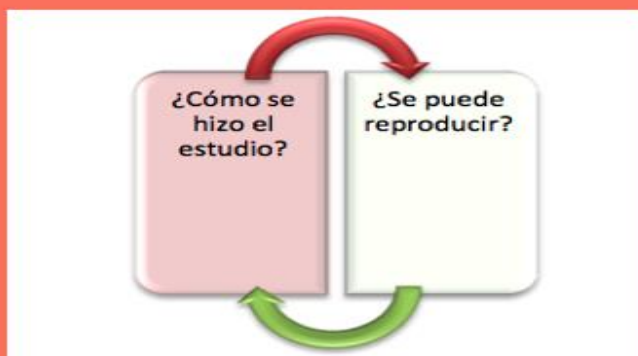 ¿Cómo se
hizo el
estudio?
¿Se puede
reproducir?